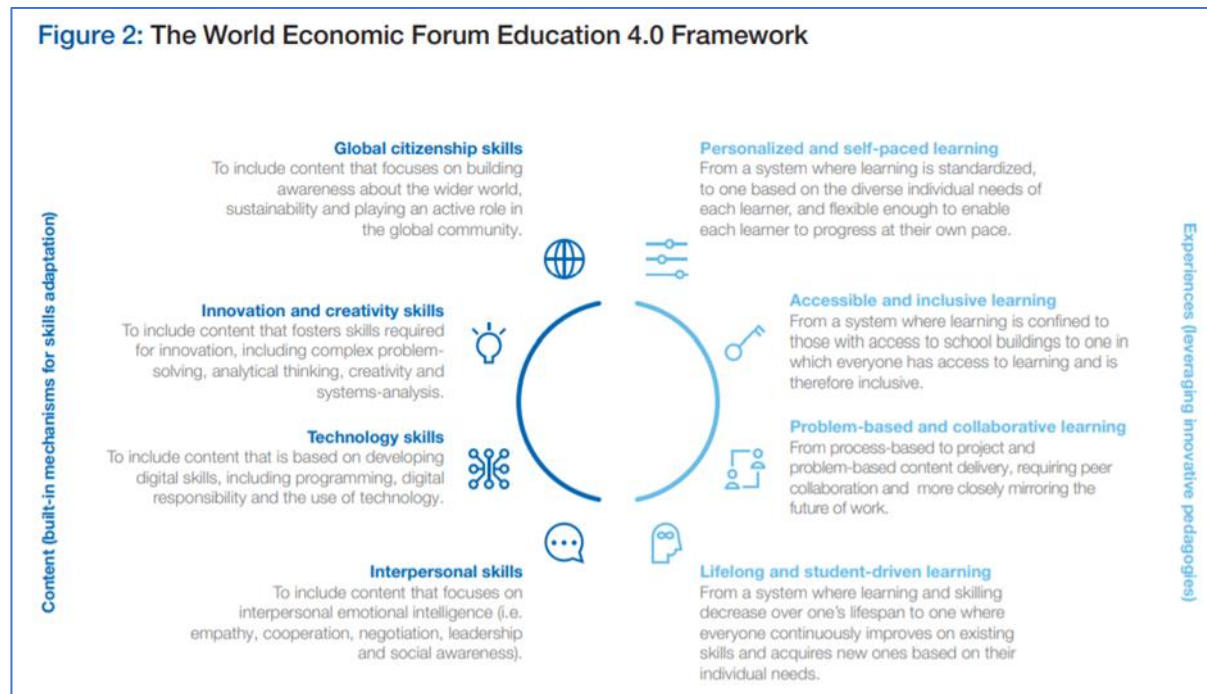 Figure 2: The World Economic Forum Education 4.0 Framework
Content (built-in mechanisms for skills adaptation)
Global citizenship skills
To include content that focuses on building
awareness about the wider world,
sustainability and playing an active role in
the global community.
Innovation and creativity skills
To include content that fosters skills required
for innovation, including complex problem-
solving, analytical thinking, creativity and
systems-analysis.
Technology skills
To include content that is based on developing
digital skills, including programming, digital
responsibility and the use of technology.
Interpersonal skills
To include content that focuses on
interpersonal emotional intelligence (i.e.
empathy, cooperation, negotiation, leadership
and social awareness).
Personalized and self-paced learning
From a system where learning is standardized,
to one based on the diverse individual needs of
each learner, and flexible enough to enable
each learner to progress at their own pace.
Accessible and inclusive learning
From a system where learning is confined to
those with access to school buildings to one in
which everyone has access to learning and is
therefore inclusive.
Problem-based and collaborative learning
From process-based to project and
problem-based content delivery, requiring peer
collaboration and more closely mirroring the
future of work.
Lifelong and student-driven learning
From a system where learning and skilling
decrease over one's lifespan to one where
everyone continuously improves on existing
skills and acquires new ones based on their
individual needs.
Experiences (leveraging innovative pedagogies)